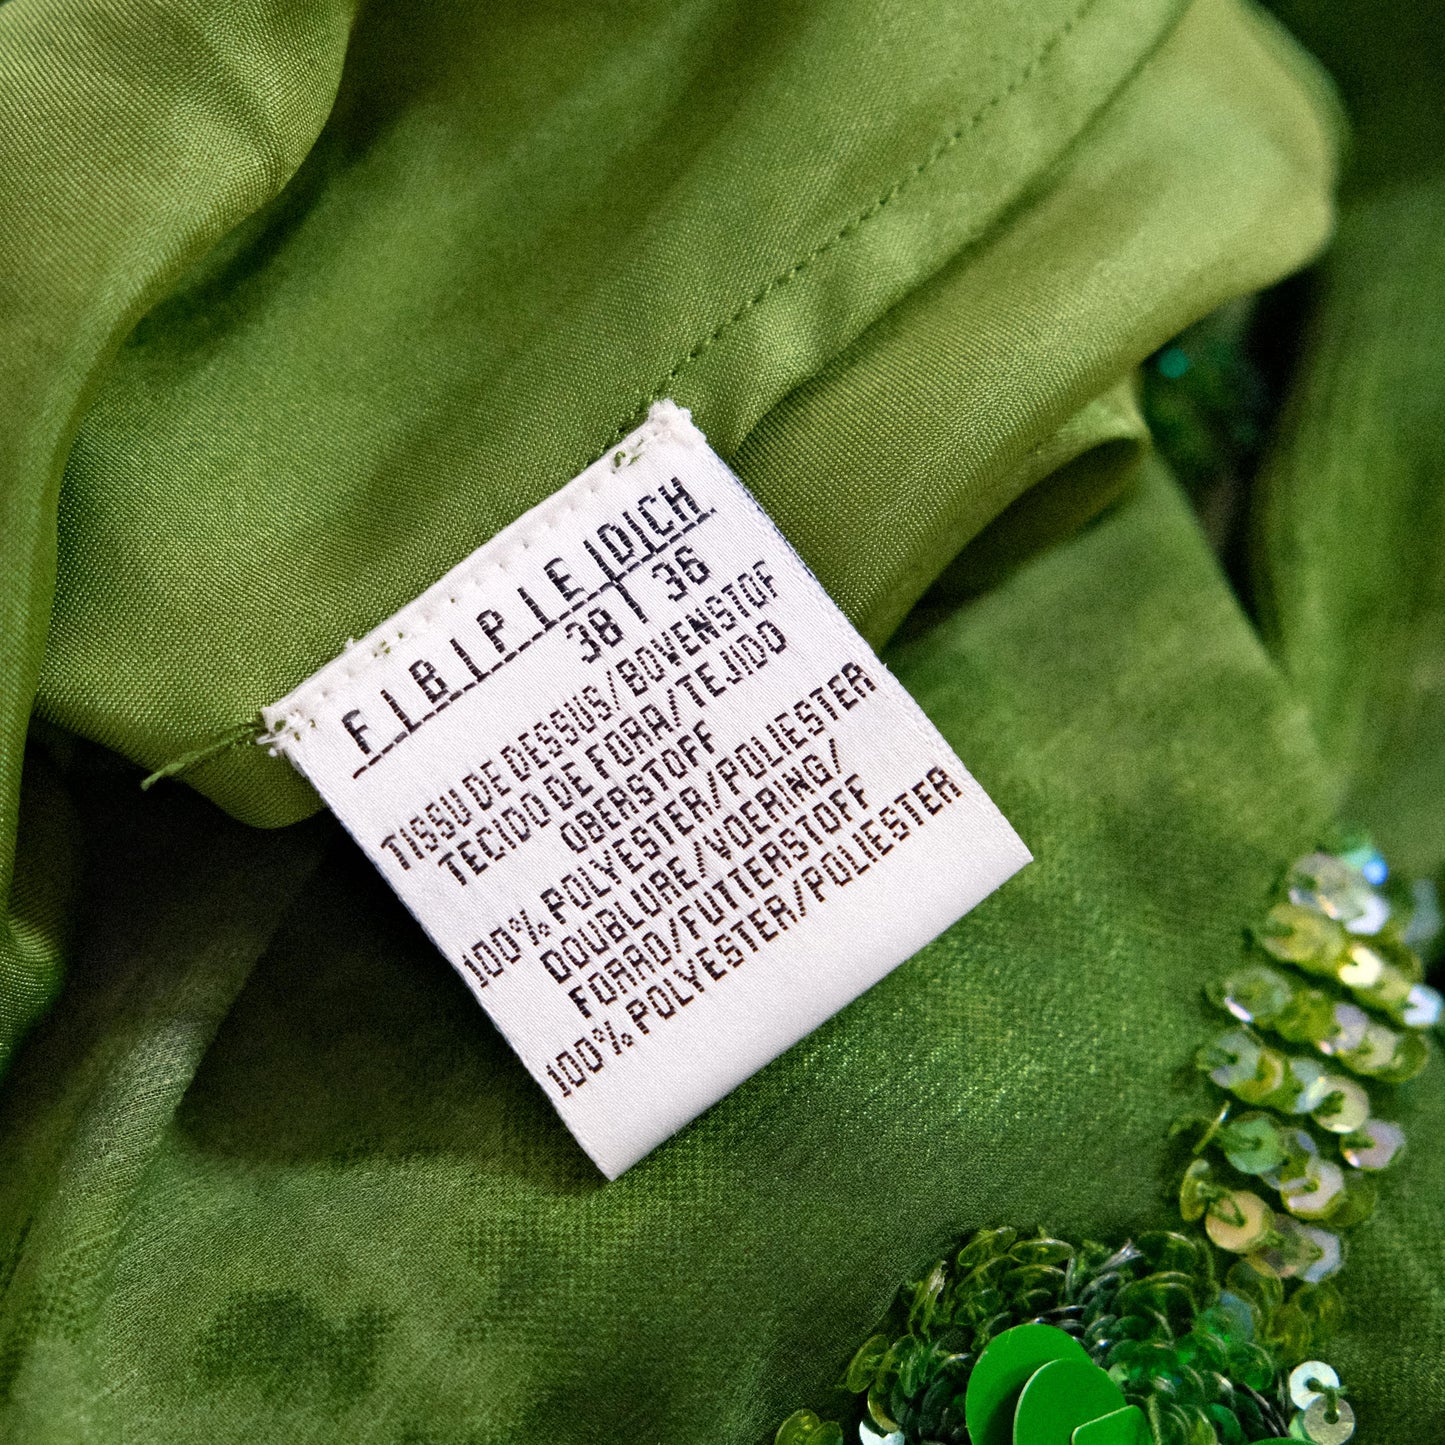 F I B I P I E IDICH
38T 36
TISSU DE DESSUS/BOVENSTOF
TECIDO DE FORA/TEJIDO
OBERSTOFF
100% POLYESTER/POLIESTER
DOUBLURE/VOERING/
FORRO/FUTTERSTOFF
100% POLYESTER/POLIESTER